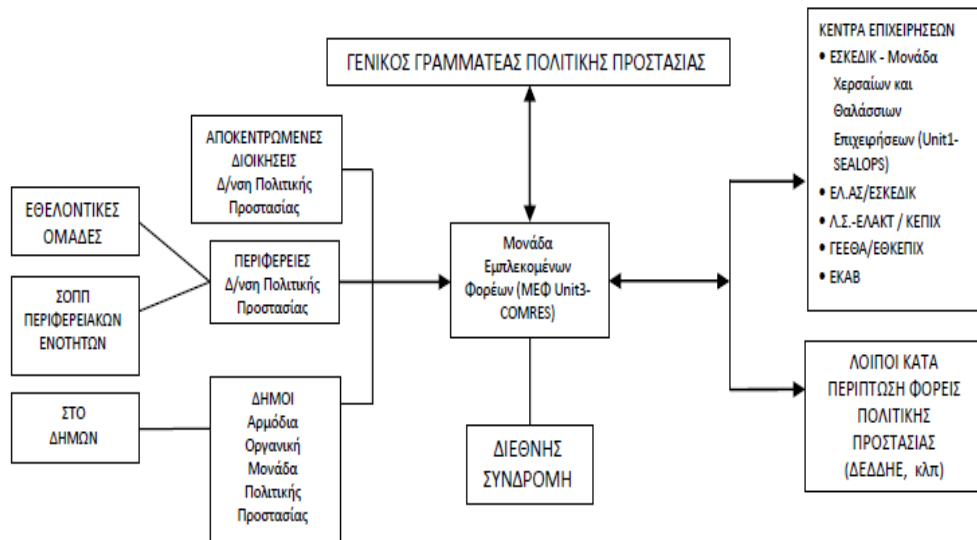 ΓΕΝΙΚΟΣ ΓΡΑΜΜΑΤΕΑΣ ΠΟΛΙΤΙΚΗΣ ΠΡΟΣΤΑΣΙΑΣ
ΑΠΟΚΕΝΤΡΩΜΕΝΕΣ
ΔΙΟΙΚΗΣΕΙΣ
Δ/νση Πολιτικής
Προστασίας
ΕΘΕΛΟΝΤΙΚΕΣ
ΟΜΑΔΕΣ
ΠΕΡΙΦΕΡΕΙΕΣ
Δ/νση Πολιτικής
Προστασίας
ΣΟΠΠ
ΠΕΡΙΦΕΡΕΙΑΚΩΝ
ΕΝΟΤΗΤΩΝ
ΣΤΟ
ΔΗΜΩΝ
ΔΗΜΟΙ
Αρμόδια
Οργανική
Μονάδα
Πολιτικής
Προστασίας
Μονάδα
Εμπλεκομένων
Φορέων (ΜΕΦ Unit3-
COMRES)
ΔΙΕΘΝΗΣ
ΣΥΝΔΡΟΜΗ
ΚΕΝΤΡΑ ΕΠΙΧΕΙΡΗΣΕΩΝ
• ΕΣΚΕΔΙΚ - Μονάδα
Χερσαίων και
Θαλάσσιων
Επιχειρήσεων (Unit1-
SEALOPS)
• ΕΛ.ΑΣ/ΕΣΚΕΔΙΚ
• Λ.Σ.-ΕΛΑΚΤ / ΚΕΠΙΧ
• ΓΕΕΘΑ/ΕΘΚΕΠΙΧ
• ΕΚΑΒ
ΛΟΙΠΟΙ ΚΑΤΑ
ΠΕΡΙΠΤΩΣΗ ΦΟΡΕΙΣ
ΠΟΛΙΤΙΚΗΣ
ΠΡΟΣΤΑΣΙΑΣ
(ΔΕΔΔΗΕ, κλπ)